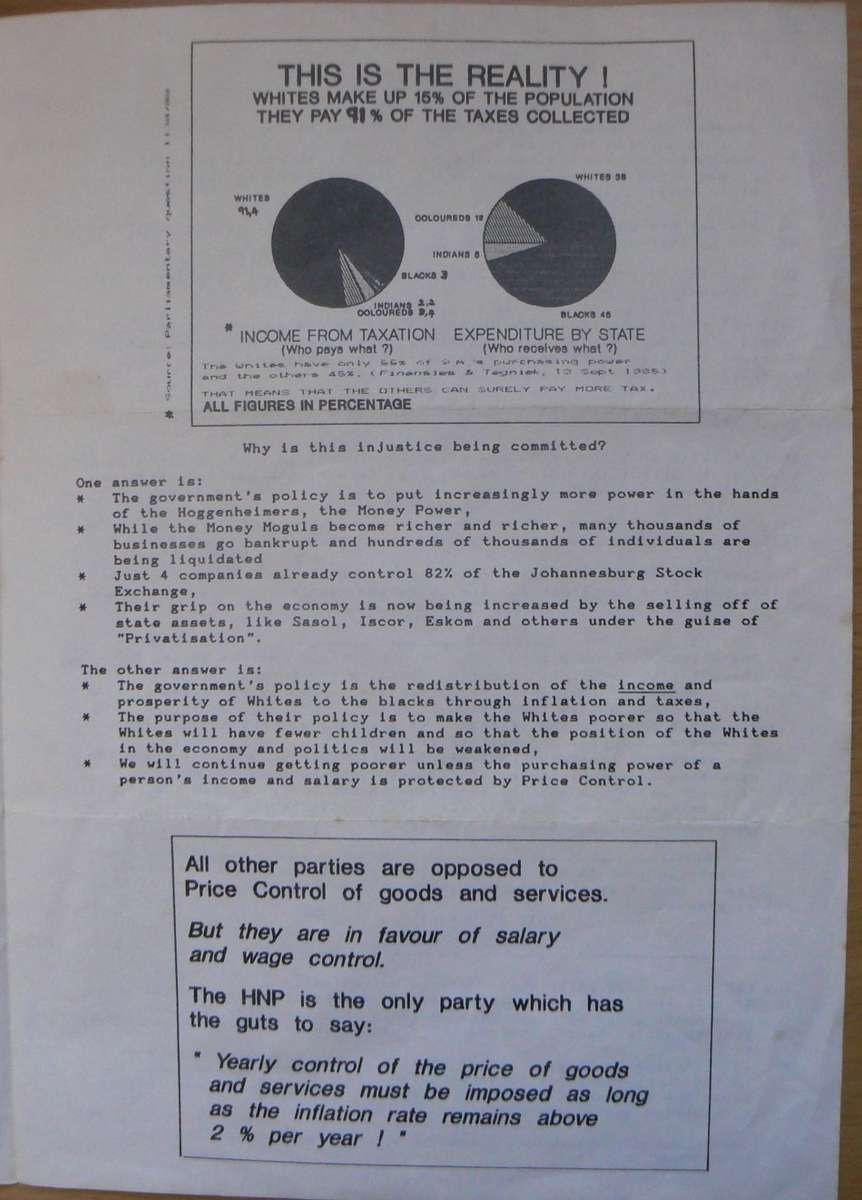 THIS IS THE REALITY !
WHITES MAKE UP 15% OF THE POPULATION
THEY PAY 91 % OF THE TAXES COLLECTED
* Source: Parliamentary question
WHITES
91,4
BLACKS 3
INDIANS 2,2
COLOUREDS 3,4
WHITES
COLOUREDS
INDIANS
BLACKS
* INCOME FROM TAXATION
(Who pays what ?)
EXPENDITURE BY STATE
(Who receives what ?)
The Whites have only 55% of S A 's purchasing power
and the others 45%. (Finansies & Tegniek, 13 Sept 1985)
THAT MEANS THAT THE OTHERS CAN SURELY PAY MORE TAX.
ALL FIGURES IN PERCENTAGE
Why is this injustice being committed?
One answer is:
* The government's policy is to put increasingly more power in the hands
of the Hoggenheimers, the Money Power,
* While the Money Moguls become richer and richer, many thousands of
businesses go bankrupt and hundreds of thousands of individuals are
being liquidated
* Just 4 companies already control 82% of the Johannesburg Stock
Exchange,
* Their grip on the economy is now being increased by the selling off of
state assets, like Sasol, Iscor, Eskom and others under the guise of
"Privatisation".
The other answer is:
* The government's policy is the redistribution of the income and
prosperity of Whites to the blacks through inflation and taxes,
* The purpose of their policy is to make the Whites poorer so that the
Whites will have fewer children and so that the position of the Whites
in the economy and politics will be weakened,
* We will continue getting poorer unless the purchasing power of a
person's income and salary is protected by Price Control.
All other parties are opposed to
Price Control of goods and services.
But they are in favour of salary
and wage control.
The HNP is the only party which has
the guts to say:
" Yearly control of the price of goods
and services must be imposed as long
as the inflation rate remains above
2 % per year ! "